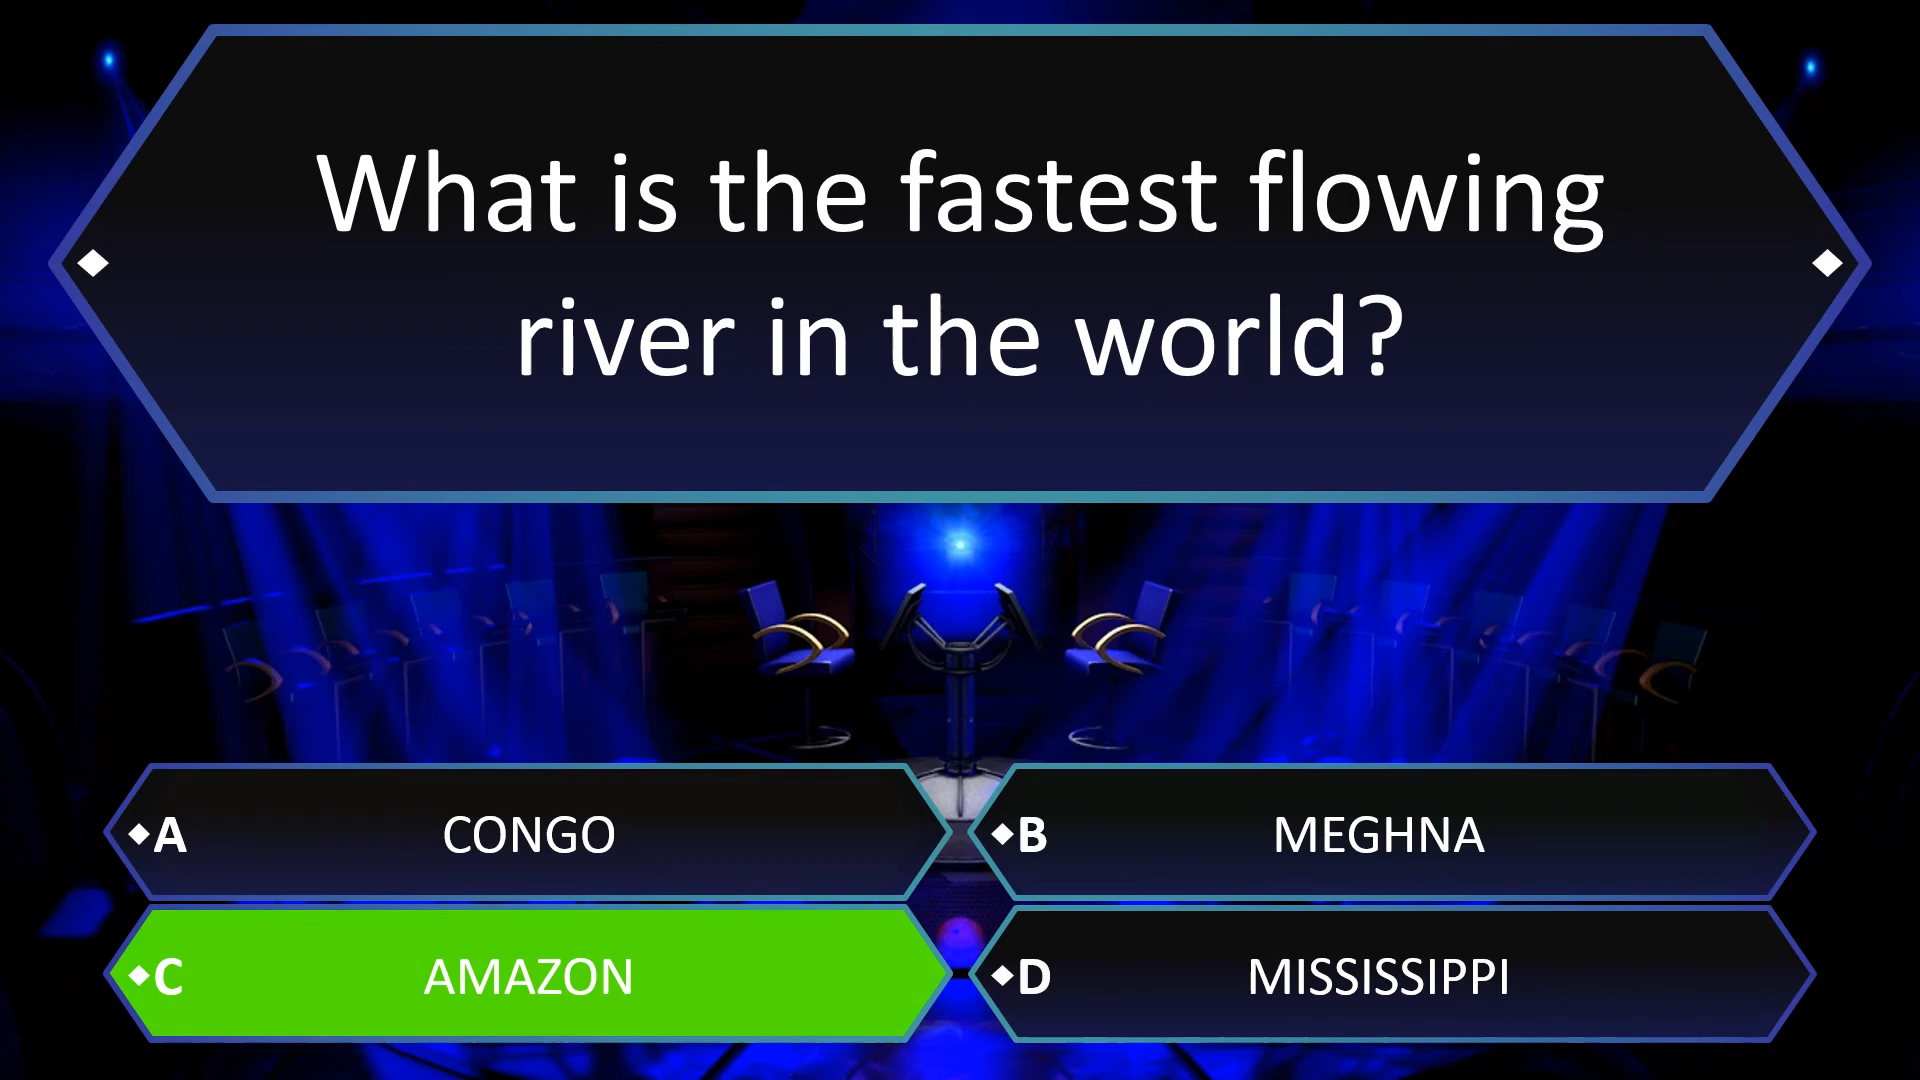 What is the fastest flowing
river in the world?
A CONGO
B MEGHNA
C AMAZON
D MISSISSIPPI